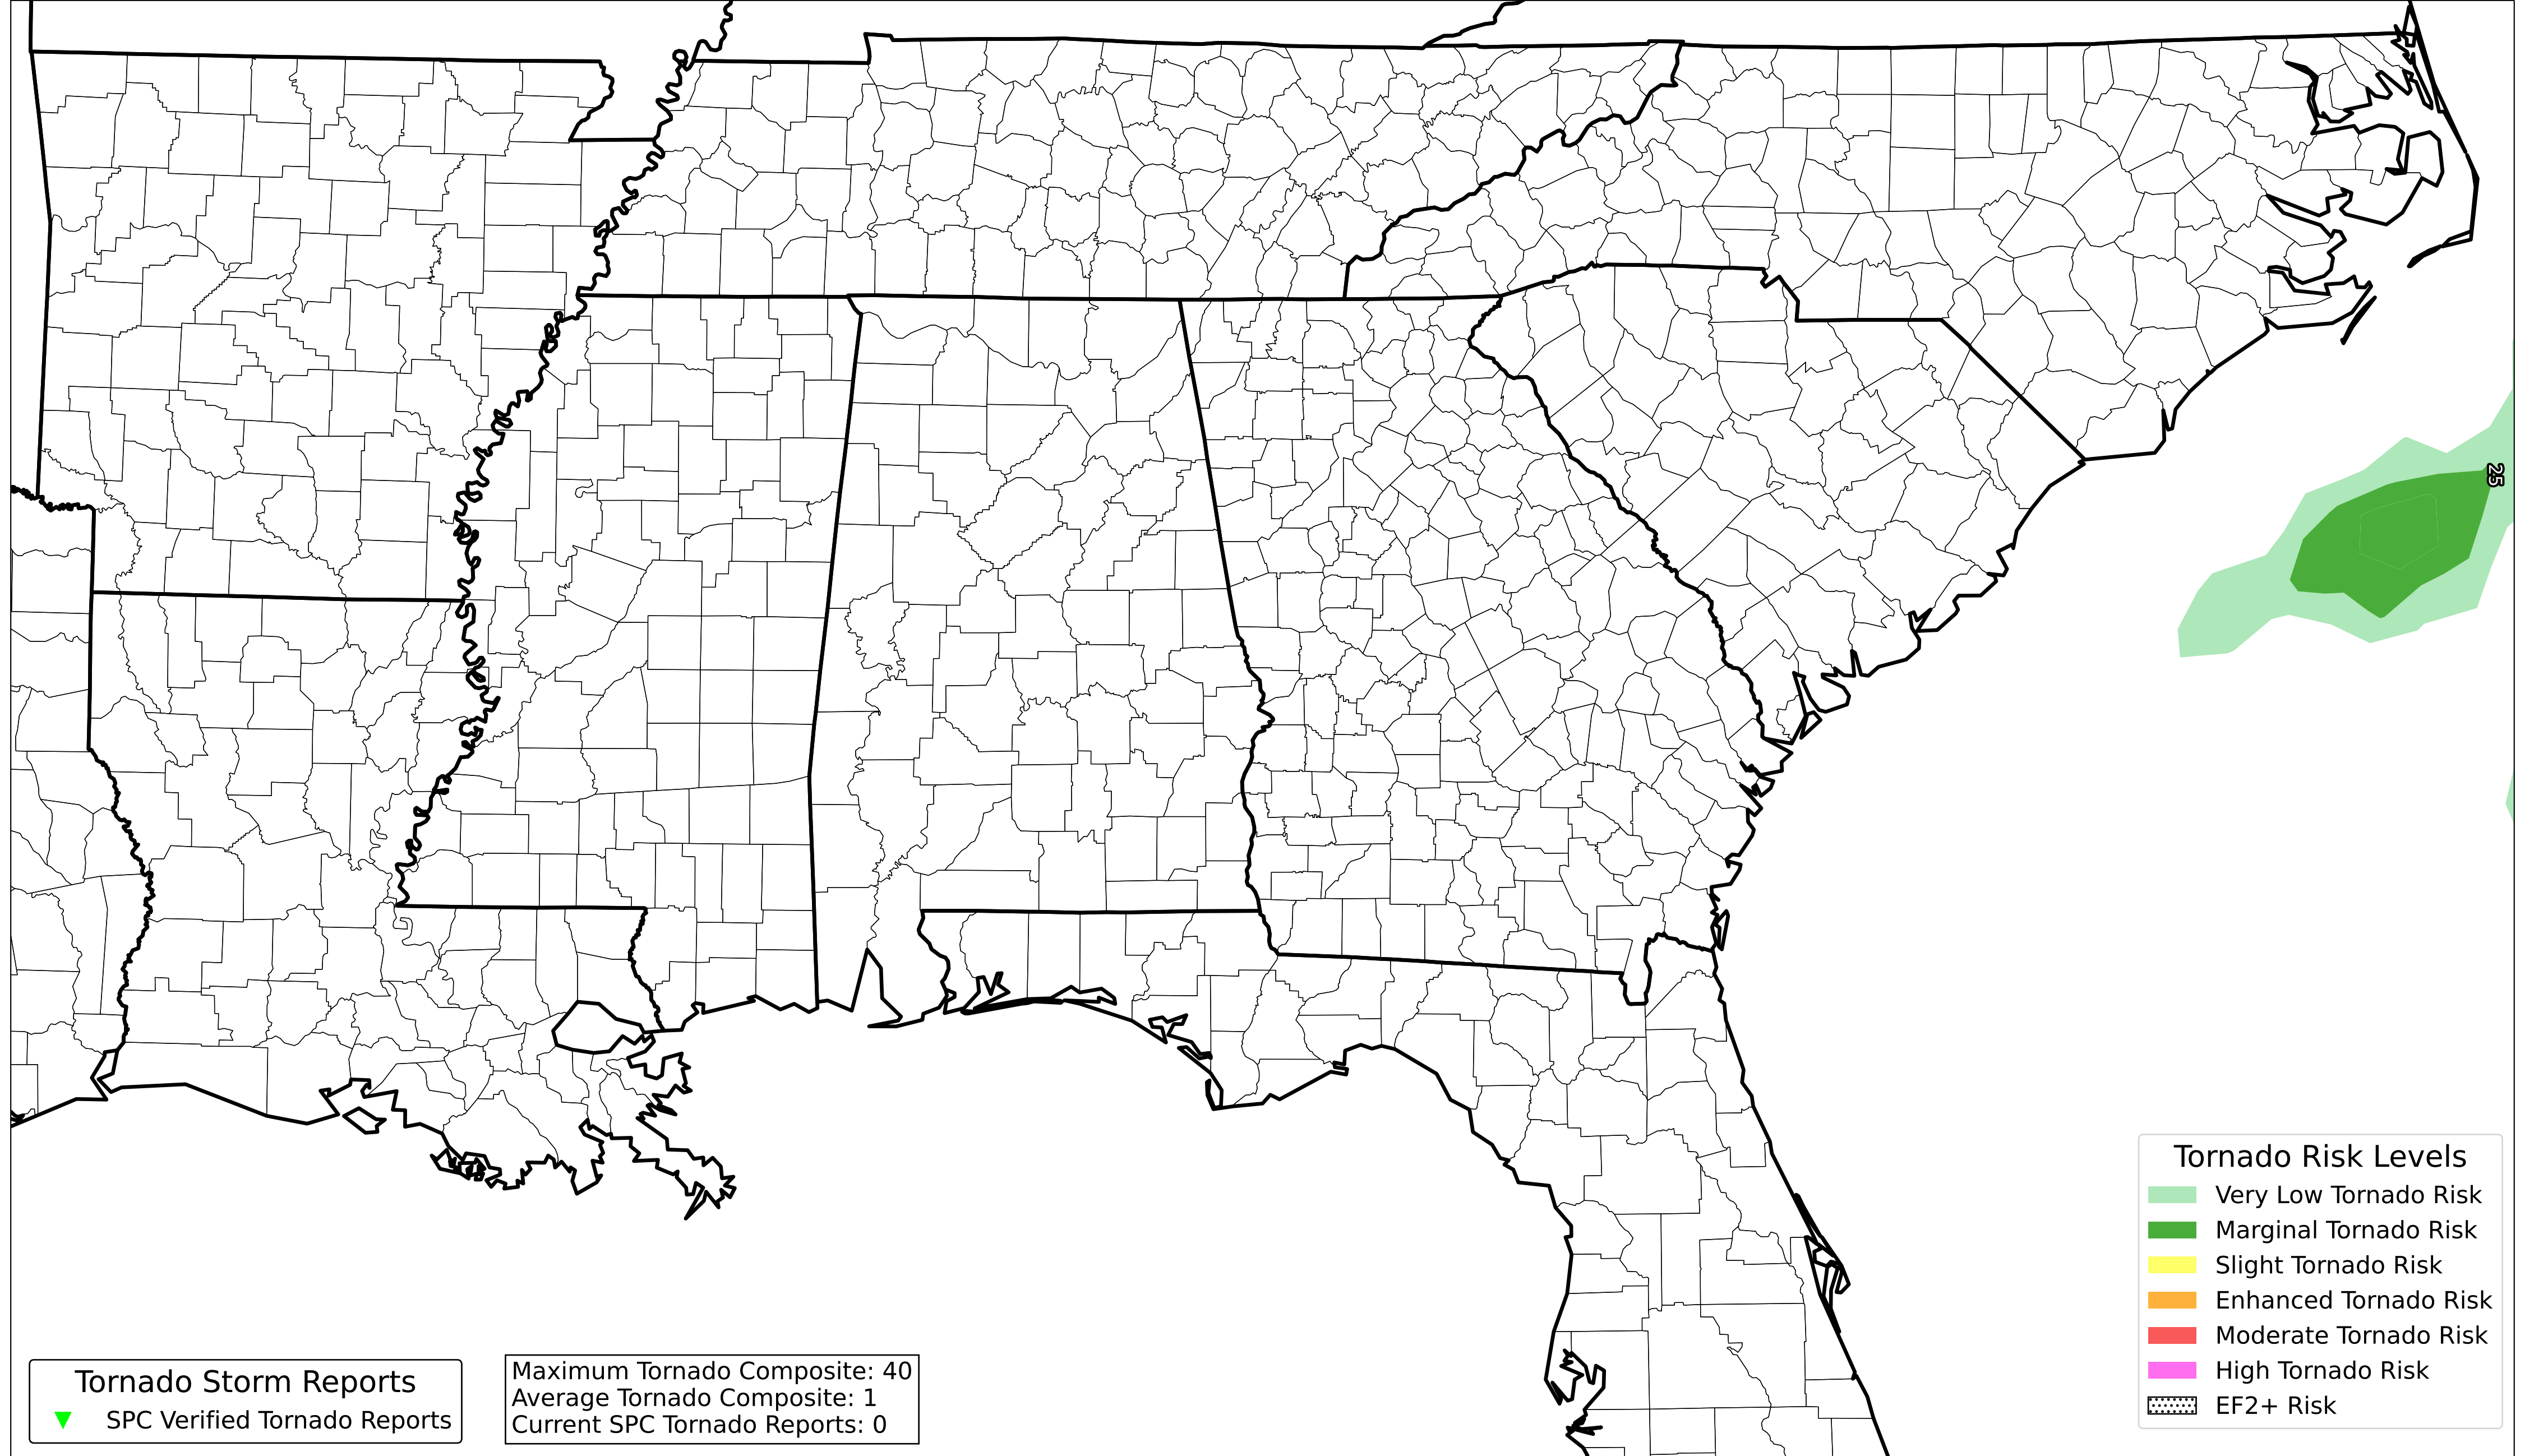 25
Tornado Risk Levels
Very Low Tornado Risk
Marginal Tornado Risk
Slight Tornado Risk
Enhanced Tornado Risk
Moderate Tornado Risk
High Tornado Risk
EF2+ Risk
Tornado Storm Reports
SPC Verified Tornado Reports
Maximum Tornado Composite: 40
Average Tornado Composite: 1
Current SPC Tornado Reports: 0